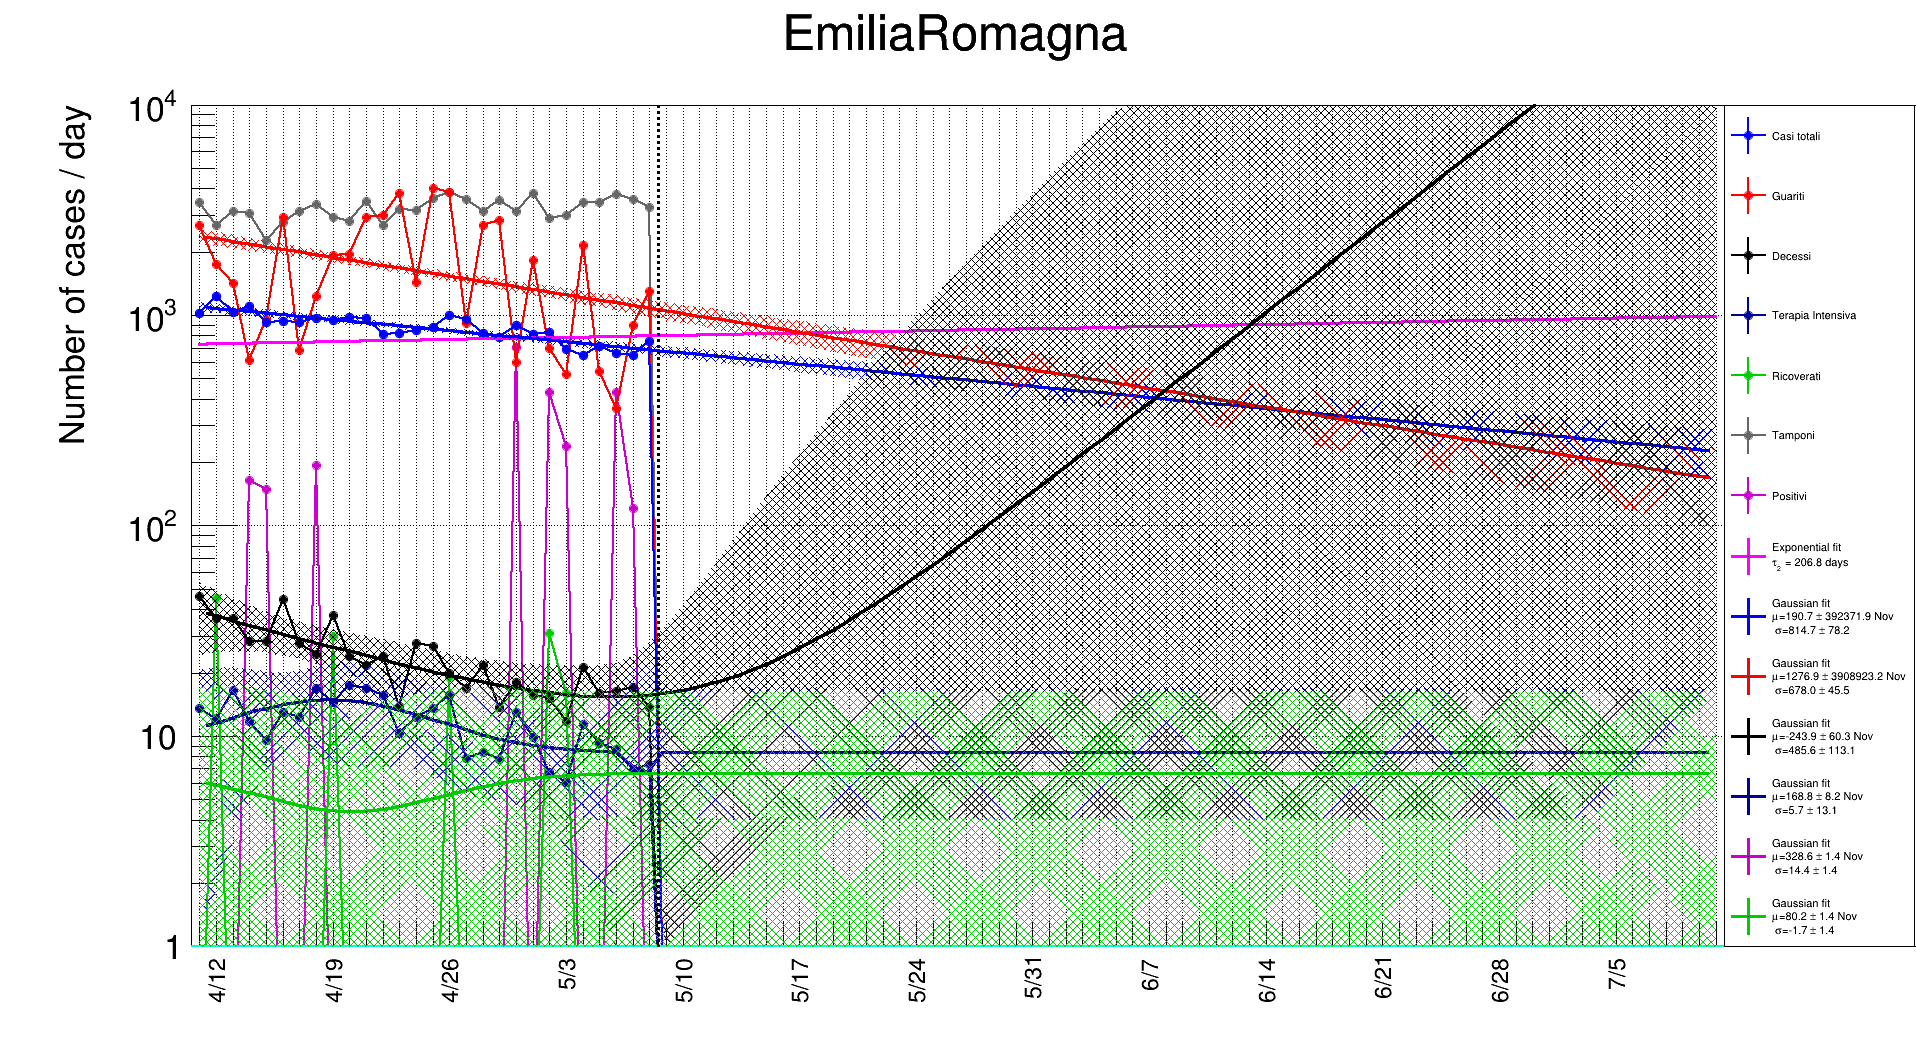 EmiliaRomagna
Number of cases / day
10^4
10^3
10^2
10
1
4/12
4/19
4/26
5/3
5/10
5/17
5/24
5/31
6/7
6/14
6/21
6/28
7/5
Casi totali
Guariti
Decessi
Terapia Intensiva
Ricoverati
Tamponi
Positivi
Exponential fit
τ₂ = 206.8 days
Gaussian fit
μ=190.7 ± 392371.9 Nov
σ=814.7 ± 78.2
Gaussian fit
μ=1276.9 ± 3908923.2 Nov
σ=678.0 ± 45.5
Gaussian fit
μ=-243.9 ± 60.3 Nov
σ=485.6 ± 113.1
Gaussian fit
μ=168.8 ± 8.2 Nov
σ=5.7 ± 13.1
Gaussian fit
μ=328.6 ± 1.4 Nov
σ=14.4 ± 1.4
Gaussian fit
μ=80.2 ± 1.4 Nov
σ=-1.7 ± 1.4